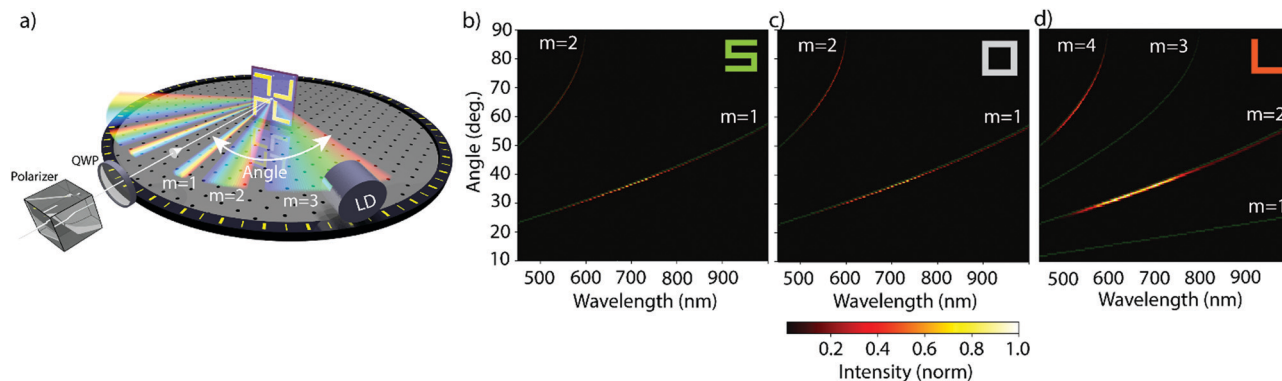 a)
QWP
Polarizer
Angle
m=1
m=2
m=3
LD
b)
m=2
m=1
Angle (deg.)
90
80
70
60
50
40
30
20
10
500 600 700 800 900
Wavelength (nm)
c)
m=2
m=1
500 600 700 800 900
Wavelength (nm)
d)
m=4
m=3
m=2
m=1
500 600 700 800 900
Wavelength (nm)
0.2 0.4 0.6 0.8 1.0
Intensity (norm)